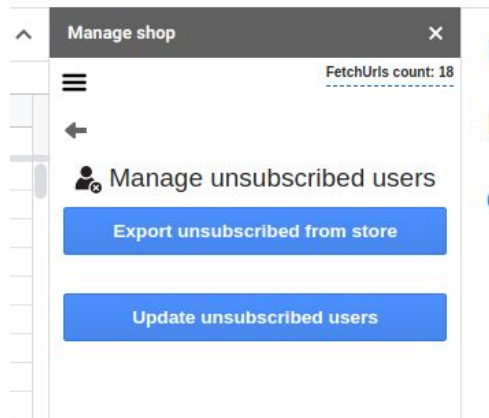 Manage shop
FetchUrls count: 18
Manage unsubscribed users
Export unsubscribed from store
Update unsubscribed users